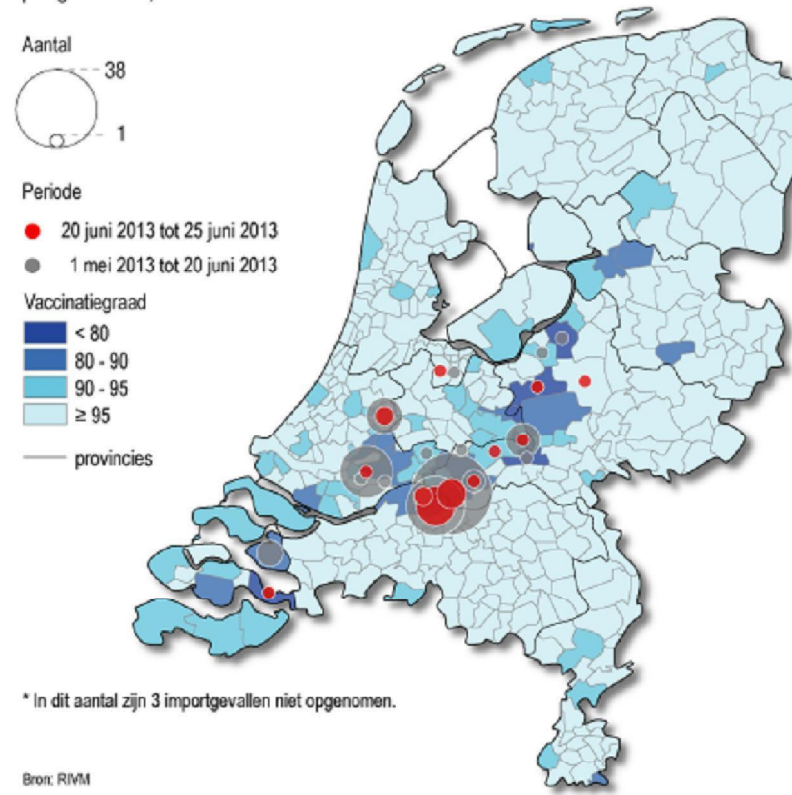 Aantal
38
1
Periode
20 juni 2013 tot 25 juni 2013
1 mei 2013 tot 20 juni 2013
Vaccinatiegraad
< 80
80 - 90
90 - 95
≥ 95
provincies
* In dit aantal zijn 3 importgevallen niet opgenomen.
Bron: RIVM